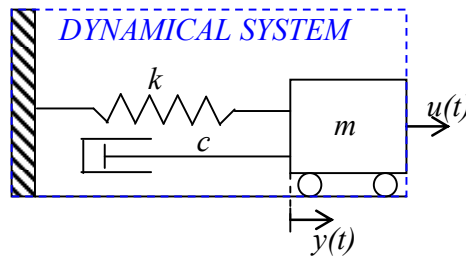 DYNAMICAL SYSTEM
k
m
u(t)
c
y(t)